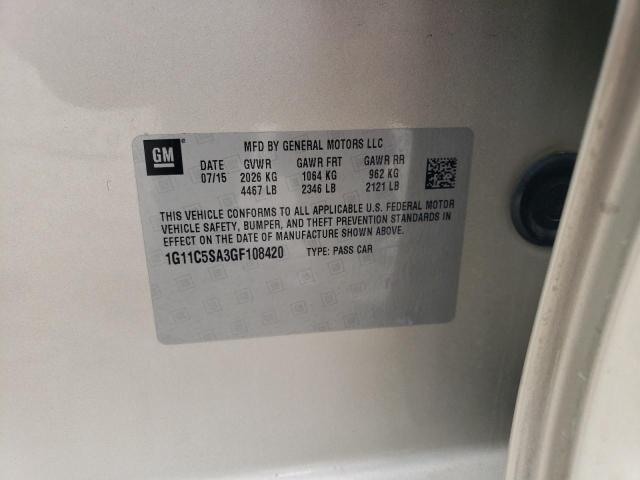 GM
MFD BY GENERAL MOTORS LLC
DATE GVWR GAWR FRT GAWR RR
07/15 2026 KG 1064 KG 962 KG
4467 LB 2346 LB 2121 LB
THIS VEHICLE CONFORMS TO ALL APPLICABLE U.S. FEDERAL MOTOR
VEHICLE SAFETY, BUMPER, AND THEFT PREVENTION STANDARDS IN
EFFECT ON THE DATE OF MANUFACTURE SHOWN ABOVE.
1G11C5SA3GF108420 TYPE: PASS CAR